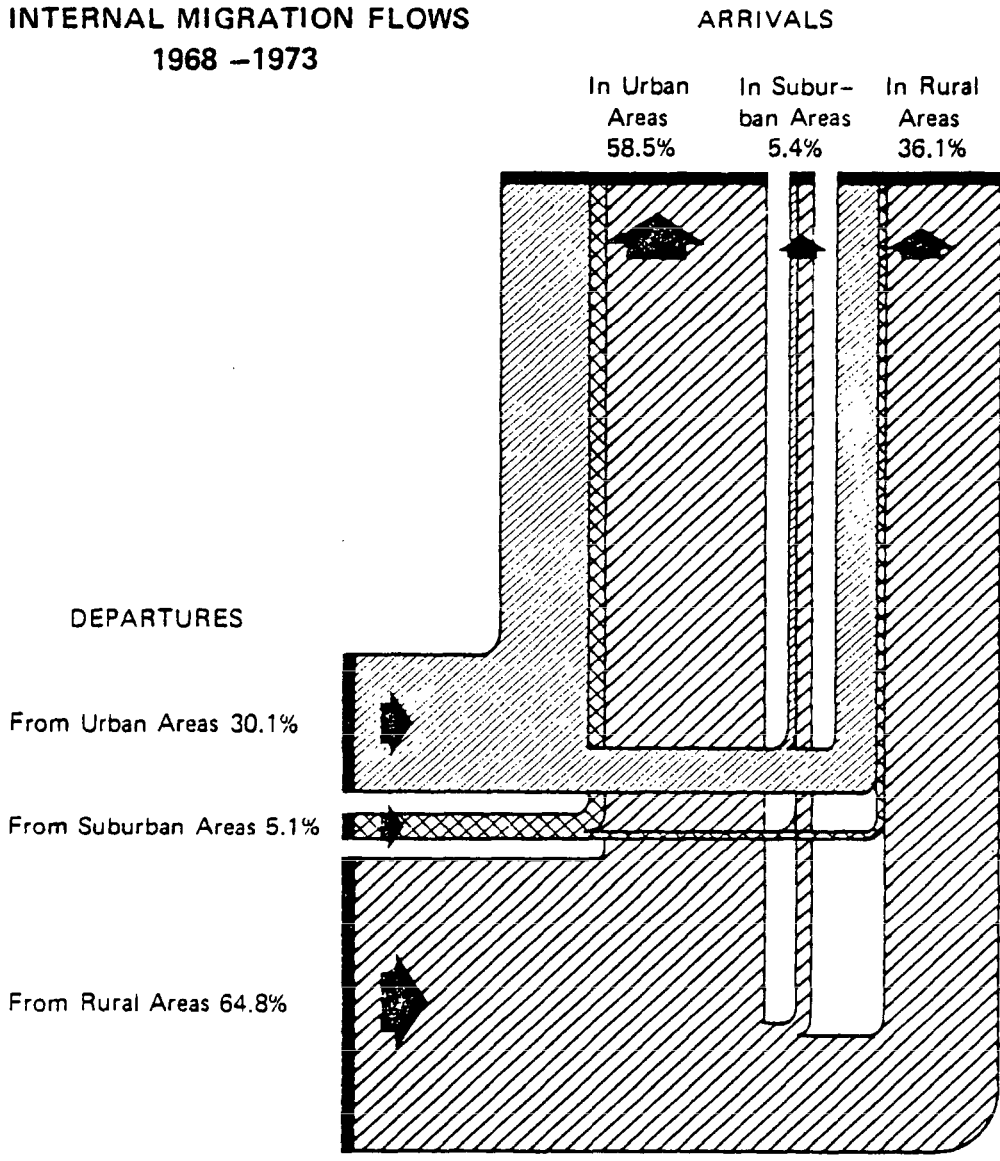 INTERNAL MIGRATION FLOWS
1968 –1973
ARRIVALS
In Urban
Areas
58.5%
In Subur–
ban Areas
5.4%
In Rural
Areas
36.1%
DEPARTURES
From Urban Areas 30.1%
From Suburban Areas 5.1%
From Rural Areas 64.8%